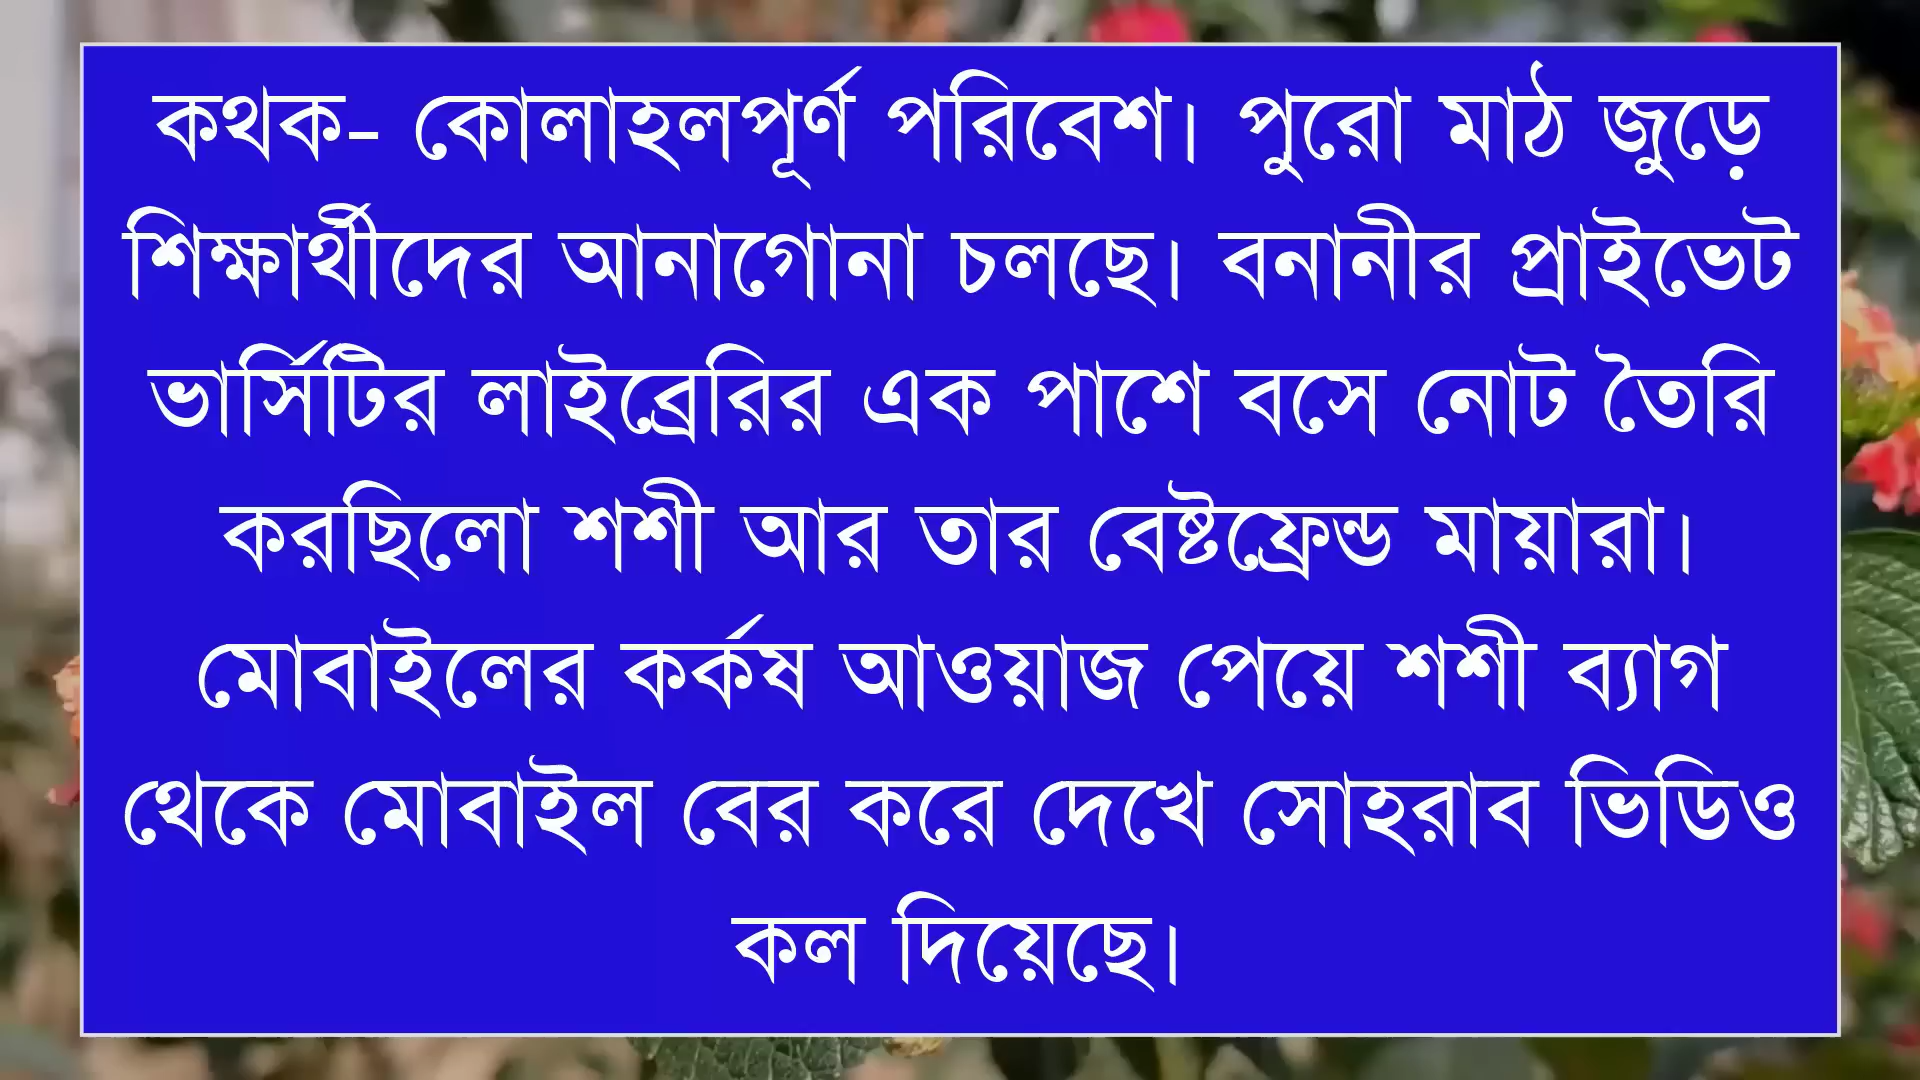 কথক- কোলাহলপূর্ণ পরিবেশ। পুরো মাঠ জুড়ে
শিক্ষার্থীদের আনাগোনা চলছে। বনানীর প্রাইভেট
ভার্সিটির লাইব্রেরির এক পাশে বসে নোট তৈরি
করছিলো শশী আর তার বেষ্টফ্রেন্ড মায়ারা।
মোবাইলের কর্কষ আওয়াজ পেয়ে শশী ব্যাগ
থেকে মোবাইল বের করে দেখে সোহরাব ভিডিও
কল দিয়েছে।